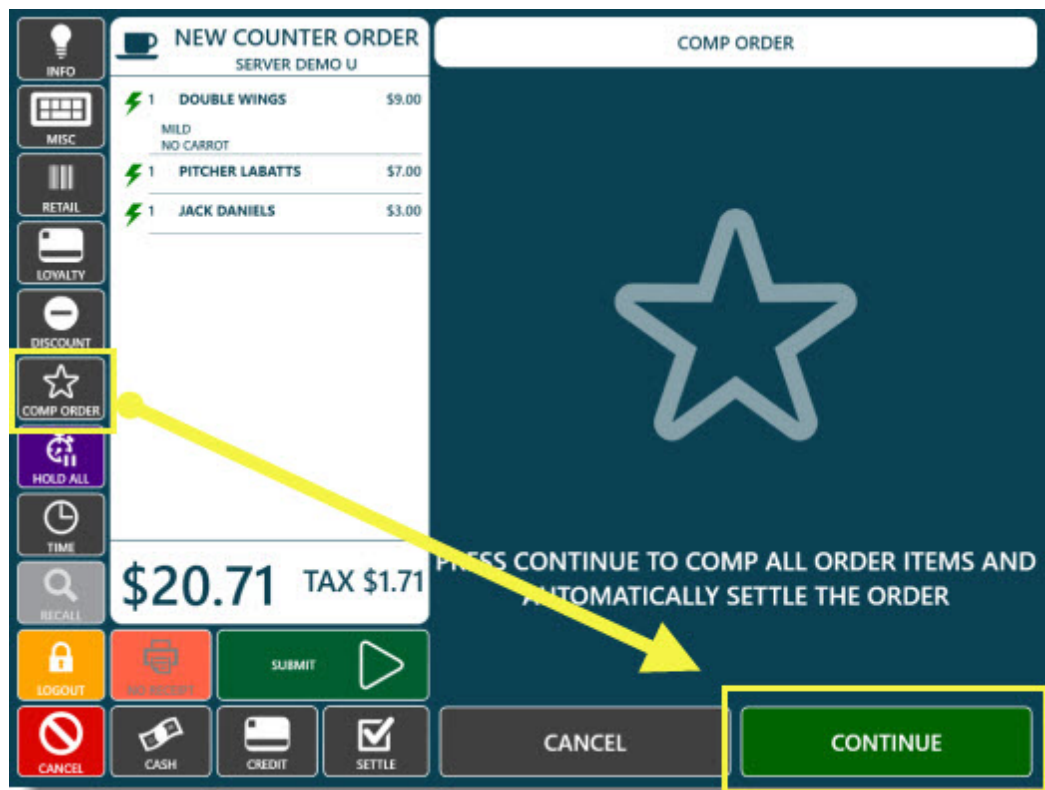 INFO
MISC
RETAIL
LOYALTY
DISCOUNT
COMP ORDER
HOLD ALL
TIME
RECALL
LOGOUT
CANCEL
NEW COUNTER ORDER
SERVER DEMO U
1 DOUBLE WINGS $9.00
MILD
NO CARROT
1 PITCHER LABATTS $7.00
1 JACK DANIELS $3.00
$20.71 TAX $1.71
NO RECEIPT
SUBMIT
CASH
CREDIT
SETTLE
COMP ORDER
PRESS CONTINUE TO COMP ALL ORDER ITEMS AND
AUTOMATICALLY SETTLE THE ORDER
CANCEL
CONTINUE